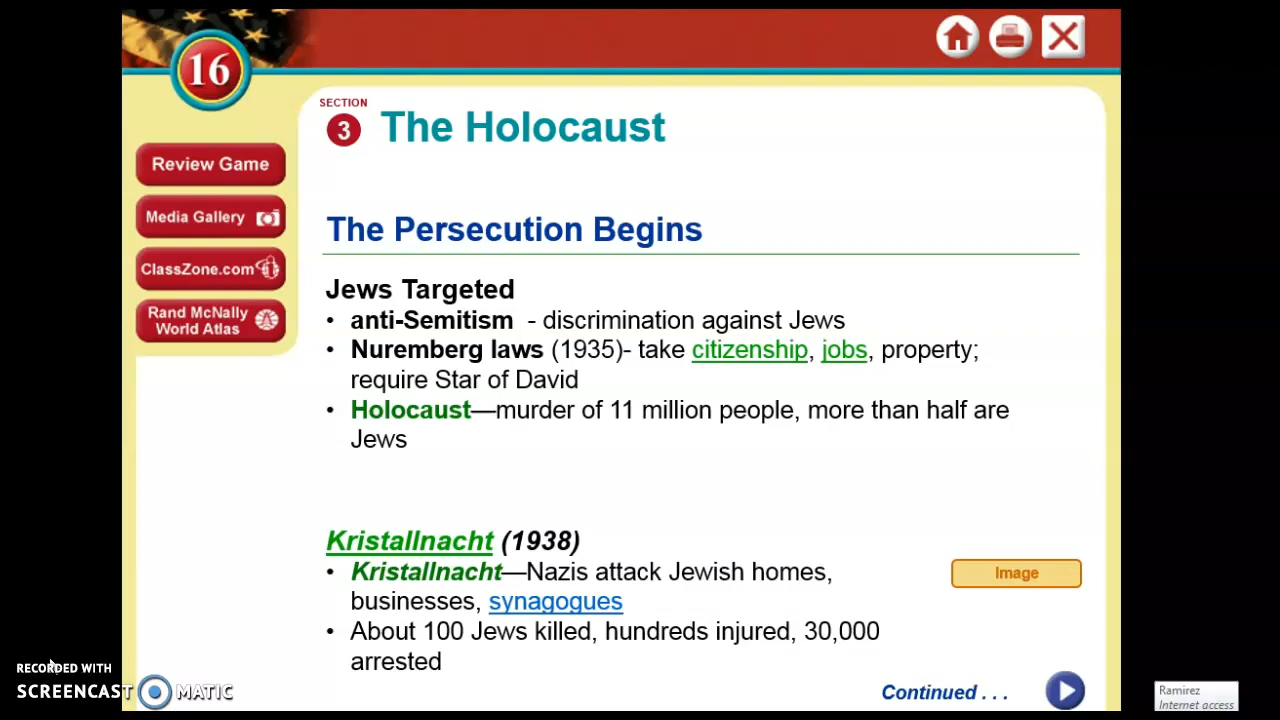 16
SECTION
3
The Holocaust
Review Game
Media Gallery
ClassZone.com
Rand McNally
World Atlas
The Persecution Begins
Jews Targeted
• anti-Semitism - discrimination against Jews
• Nuremberg laws (1935)- take citizenship, jobs, property;
require Star of David
• Holocaust—murder of 11 million people, more than half are
Jews
Kristallnacht (1938)
• Kristallnacht—Nazis attack Jewish homes,
businesses, synagogues
• About 100 Jews killed, hundreds injured, 30,000
arrested
Image
Continued . . .
RECORDED WITH
SCREENCAST MATIC
Ramirez
Internet access